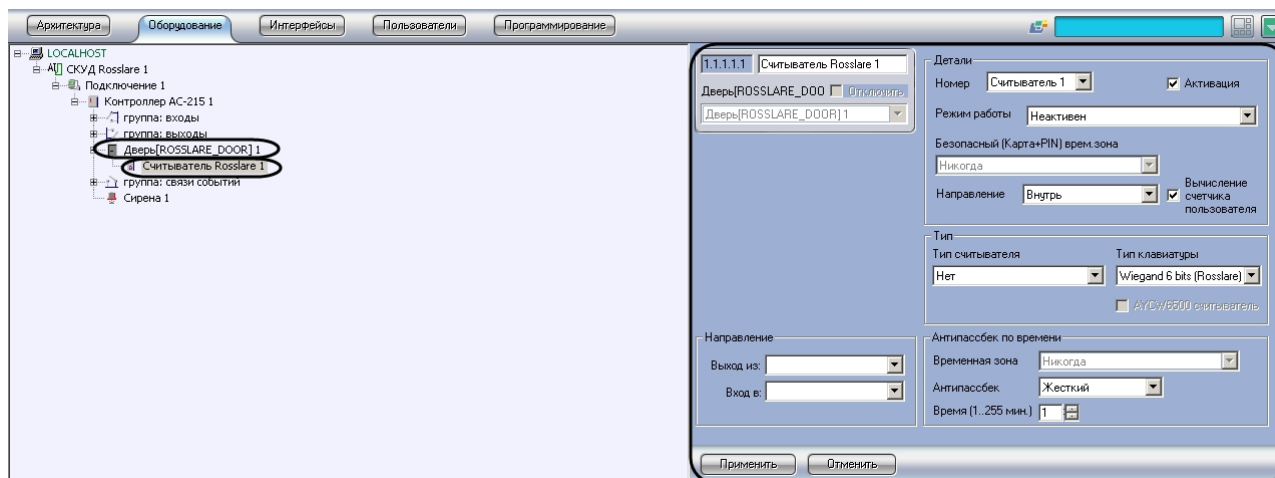 Архитектура Оборудование Интерфейсы Пользователи Программирование
LOCALHOST
СКУД Rosslare 1
Подключение 1
Контроллер AC-215 1
группа: входы
группа: выходы
Дверь[ROSSLARE_DOOR] 1
Считыватель Rosslare 1
группа: связи событий
Сирена 1
1.1.1.1.1 Считыватель Rosslare 1
Дверь[ROSSLARE_DOO Отключить
Дверь[ROSSLARE_DOOR] 1
Детали
Номер Считыватель 1 Активация
Режим работы Неактивен
Безопасный (Карта+PIN) врем.зона
Никогда
Направление Внутрь Вычисление счетчика пользователя
Тип
Тип считывателя Тип клавиатуры
Нет Wiegand 6 bits (Rosslare)
AYCW6500 считыватель
Направление
Выход из:
Вход в:
Антипассбек по времени
Временная зона Никогда
Антипассбек Жесткий
Время (1..255 мин.) 1
Применить Отменить